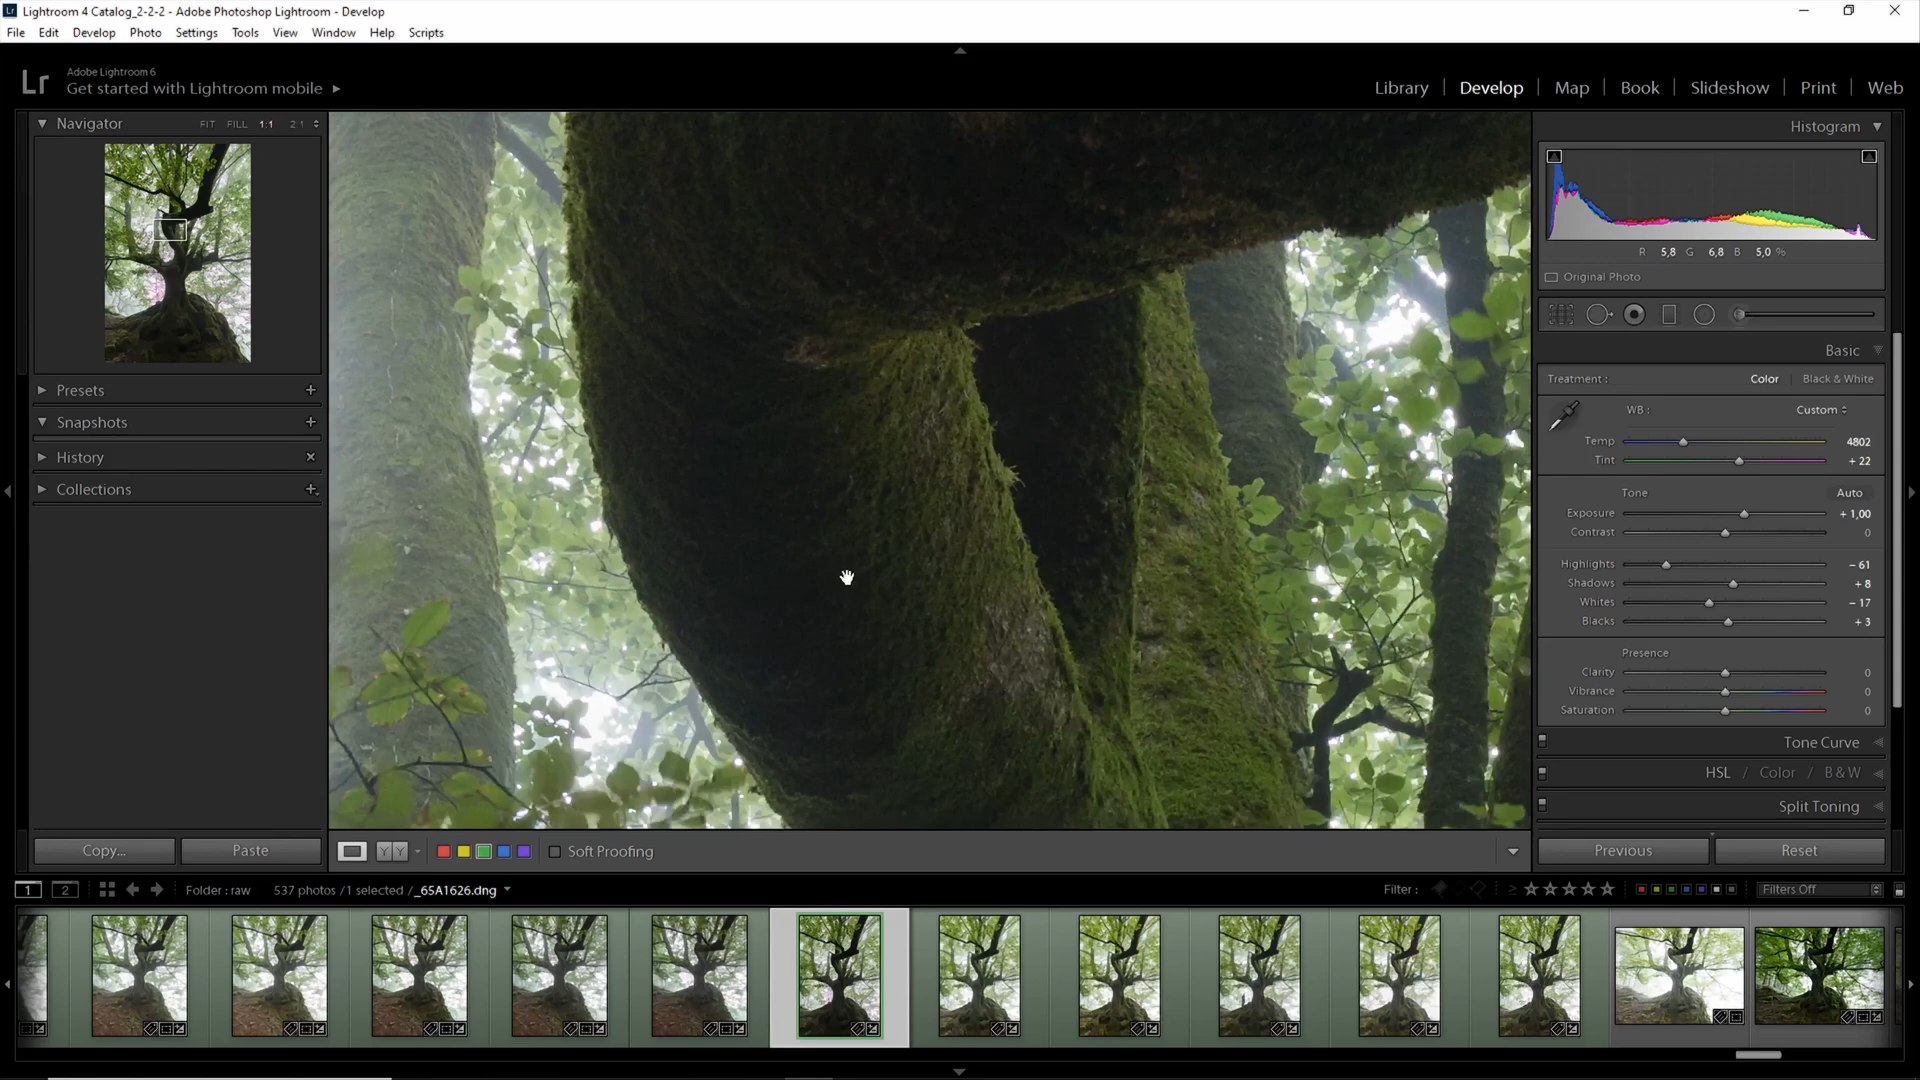 Lr Lightroom 4 Catalog_2-2-2 - Adobe Photoshop Lightroom - Develop
File Edit Develop Photo Settings Tools View Window Help Scripts
Lr Adobe Lightroom 6
Get started with Lightroom mobile
Library Develop Map Book Slideshow Print Web
Navigator FIT FILL 1:1 2:1
Presets
Snapshots
History
Collections
Copy... Paste
Histogram
R 5,8 G 6,8 B 5,0 %
Original Photo
Basic
Treatment : Color Black & White
WB : Custom
Temp 4802
Tint + 22
Tone Auto
Exposure + 1,00
Contrast 0
Highlights − 61
Shadows + 8
Whites − 17
Blacks + 3
Presence
Clarity 0
Vibrance 0
Saturation 0
Tone Curve
HSL / Color / B & W
Split Toning
Previous Reset
YY Soft Proofing
1 2 Folder : raw 537 photos /1 selected /_65A1626.dng Filter : Filters Off